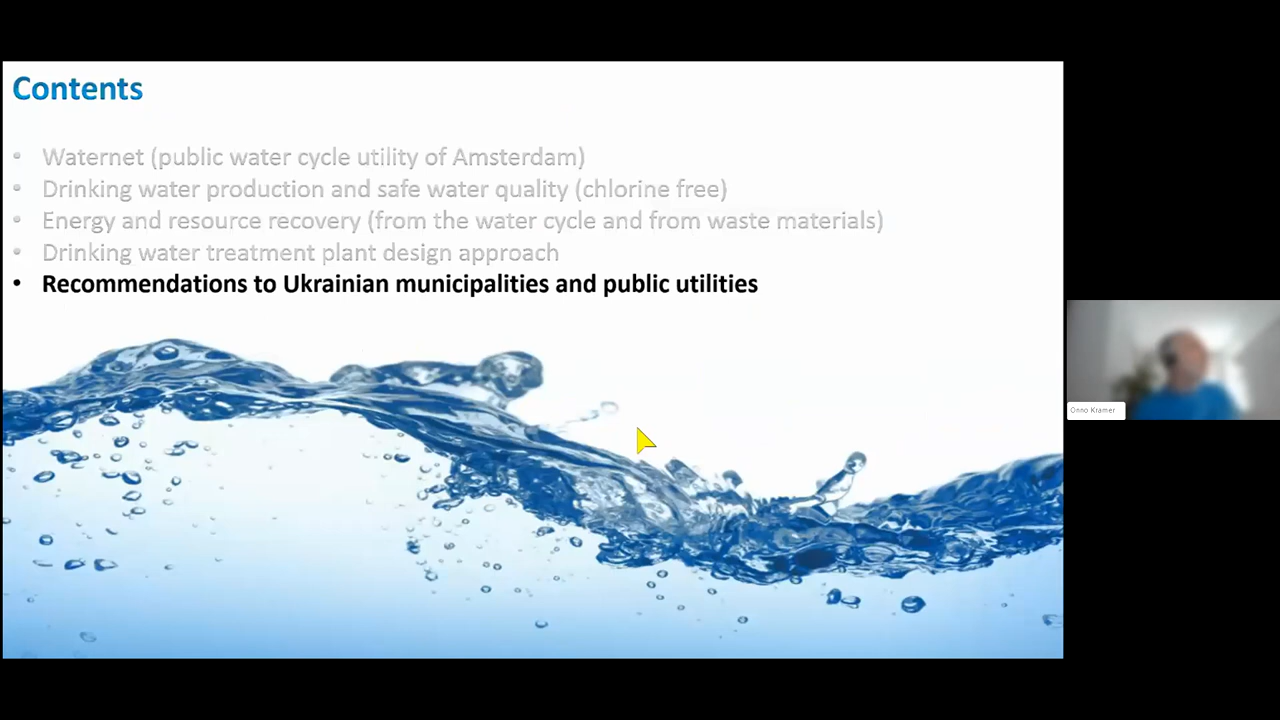 Contents
• Waternet (public water cycle utility of Amsterdam)
• Drinking water production and safe water quality (chlorine free)
• Energy and resource recovery (from the water cycle and from waste materials)
• Drinking water treatment plant design approach
• Recommendations to Ukrainian municipalities and public utilities
Onno Kramer